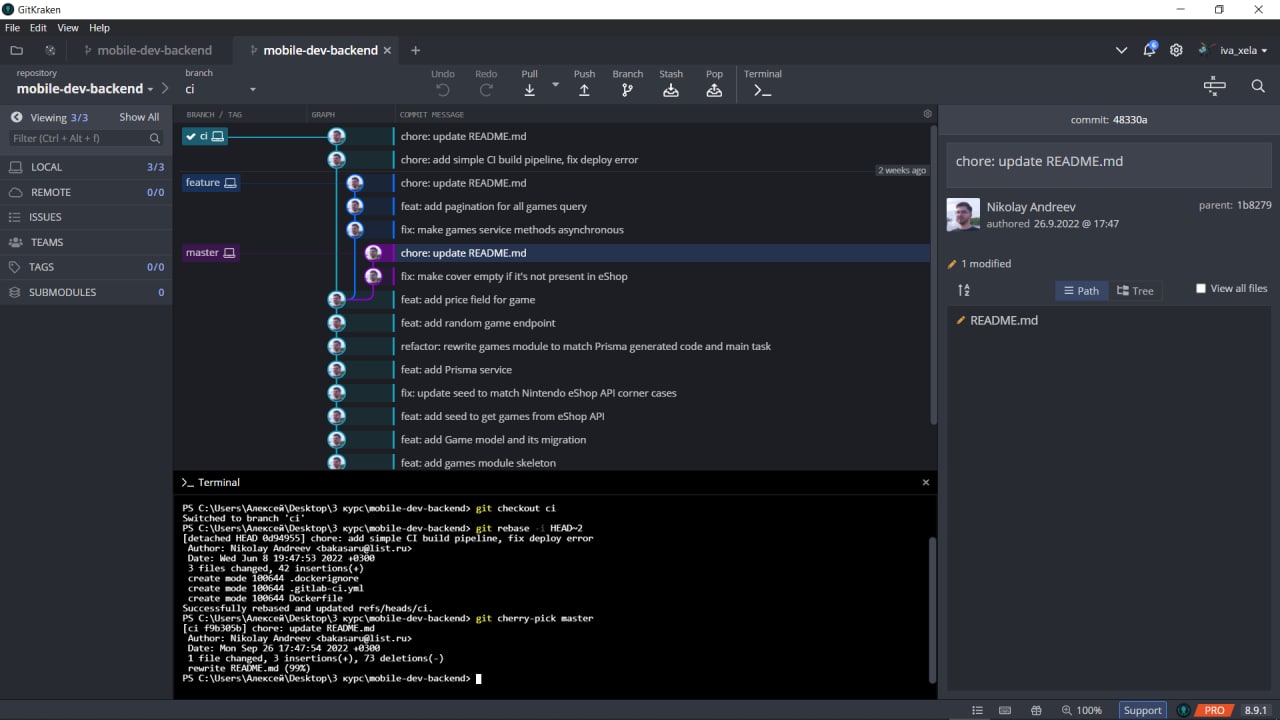 GitKraken
File Edit View Help
mobile-dev-backend
mobile-dev-backend
6
iva_xela
repository
mobile-dev-backend
branch
ci
Undo
Redo
Pull
Push
Branch
Stash
Pop
Terminal
Viewing 3/3
Show All
Filter (Ctrl + Alt + f)
LOCAL 3/3
REMOTE 0/0
ISSUES
TEAMS
TAGS 0/0
SUBMODULES 0
BRANCH / TAG
GRAPH
COMMIT MESSAGE
ci
chore: update README.md
chore: add simple CI build pipeline, fix deploy error
2 weeks ago
feature
chore: update README.md
feat: add pagination for all games query
fix: make games service methods asynchronous
master
chore: update README.md
fix: make cover empty if it's not present in eShop
feat: add price field for game
feat: add random game endpoint
refactor: rewrite games module to match Prisma generated code and main task
feat: add Prisma service
fix: update seed to match Nintendo eShop API corner cases
feat: add seed to get games from eShop API
feat: add Game model and its migration
feat: add games module skeleton
Terminal
PS C:\Users\Алексей\Desktop\3 курс\mobile-dev-backend> git checkout ci
Switched to branch 'ci'
PS C:\Users\Алексей\Desktop\3 курс\mobile-dev-backend> git rebase -i HEAD~2
[detached HEAD 0d94955] chore: add simple CI build pipeline, fix deploy error
Author: Nikolay Andreev <bakasaru@list.ru>
Date: Wed Jun 8 19:47:53 2022 +0300
3 files changed, 42 insertions(+)
create mode 100644 .dockerignore
create mode 100644 .gitlab-ci.yml
create mode 100644 Dockerfile
Successfully rebased and updated refs/heads/ci.
PS C:\Users\Алексей\Desktop\3 курс\mobile-dev-backend> git cherry-pick master
[ci f9b305b] chore: update README.md
Author: Nikolay Andreev <bakasaru@list.ru>
Date: Mon Sep 26 17:47:54 2022 +0300
1 file changed, 3 insertions(+), 73 deletions(-)
rewrite README.md (99%)
PS C:\Users\Алексей\Desktop\3 курс\mobile-dev-backend>
commit: 48330a
chore: update README.md
Nikolay Andreev
authored 26.9.2022 @ 17:47
parent: 1b8279
1 modified
Path
Tree
View all files
README.md
100%
Support
PRO
8.9.1